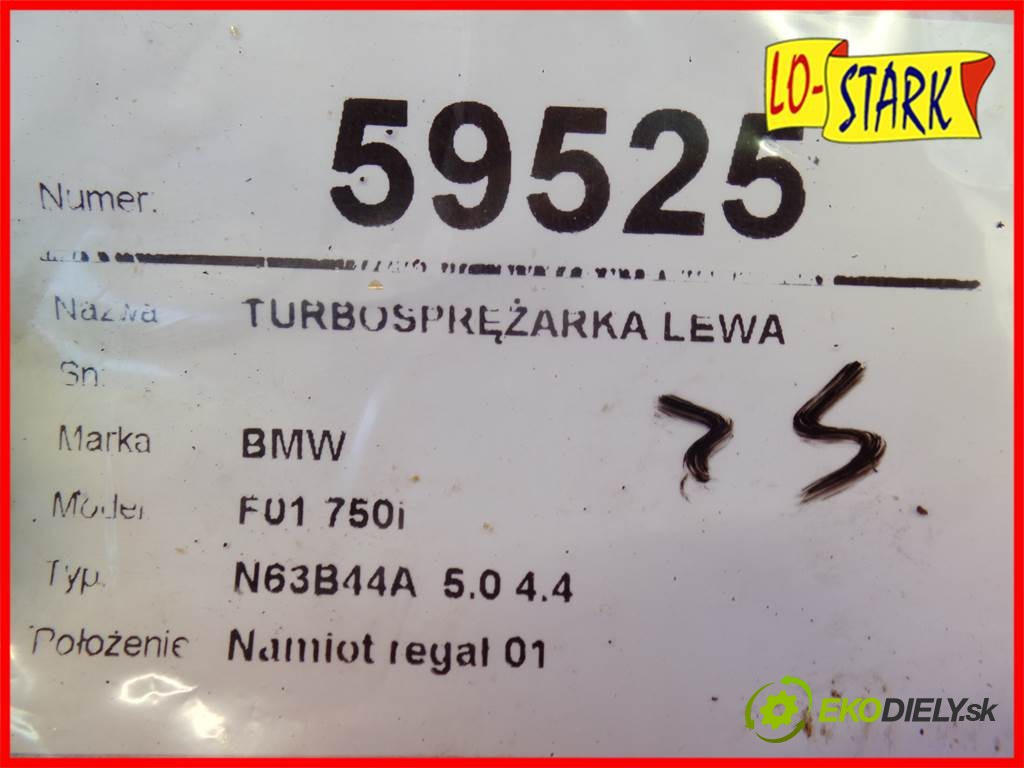 LO-STARK
Numer: 59525
Nazwa TURBOSPRĘŻARKA LEWA
Sn:
Marka BMW
Model F01 750i
Typ. N63B44A 5.0 4.4
Położenie Namiot regał 01
EKODIELY.sk